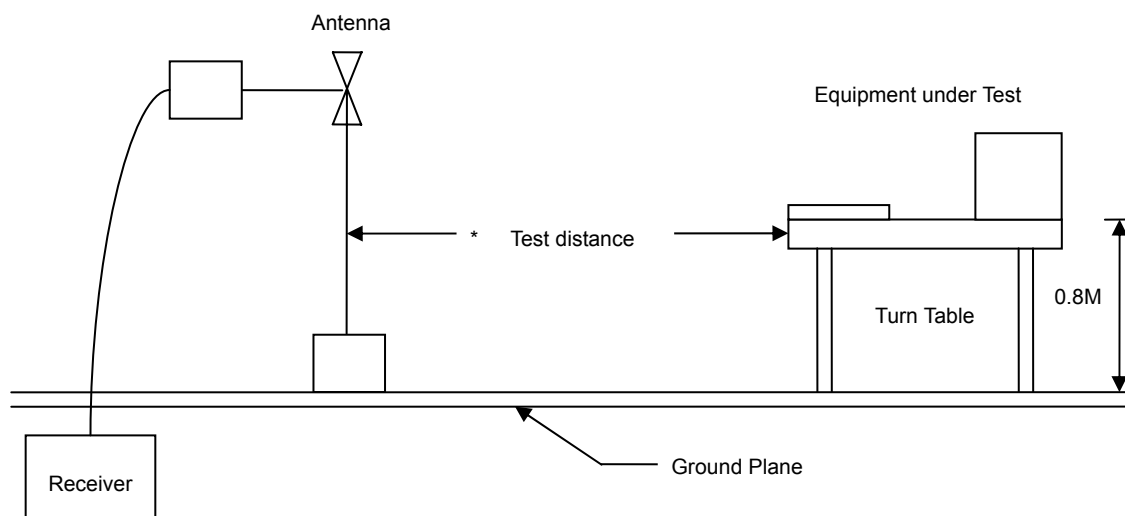 Antenna
Equipment under Test
* Test distance
0.8M
Turn Table
Ground Plane
Receiver